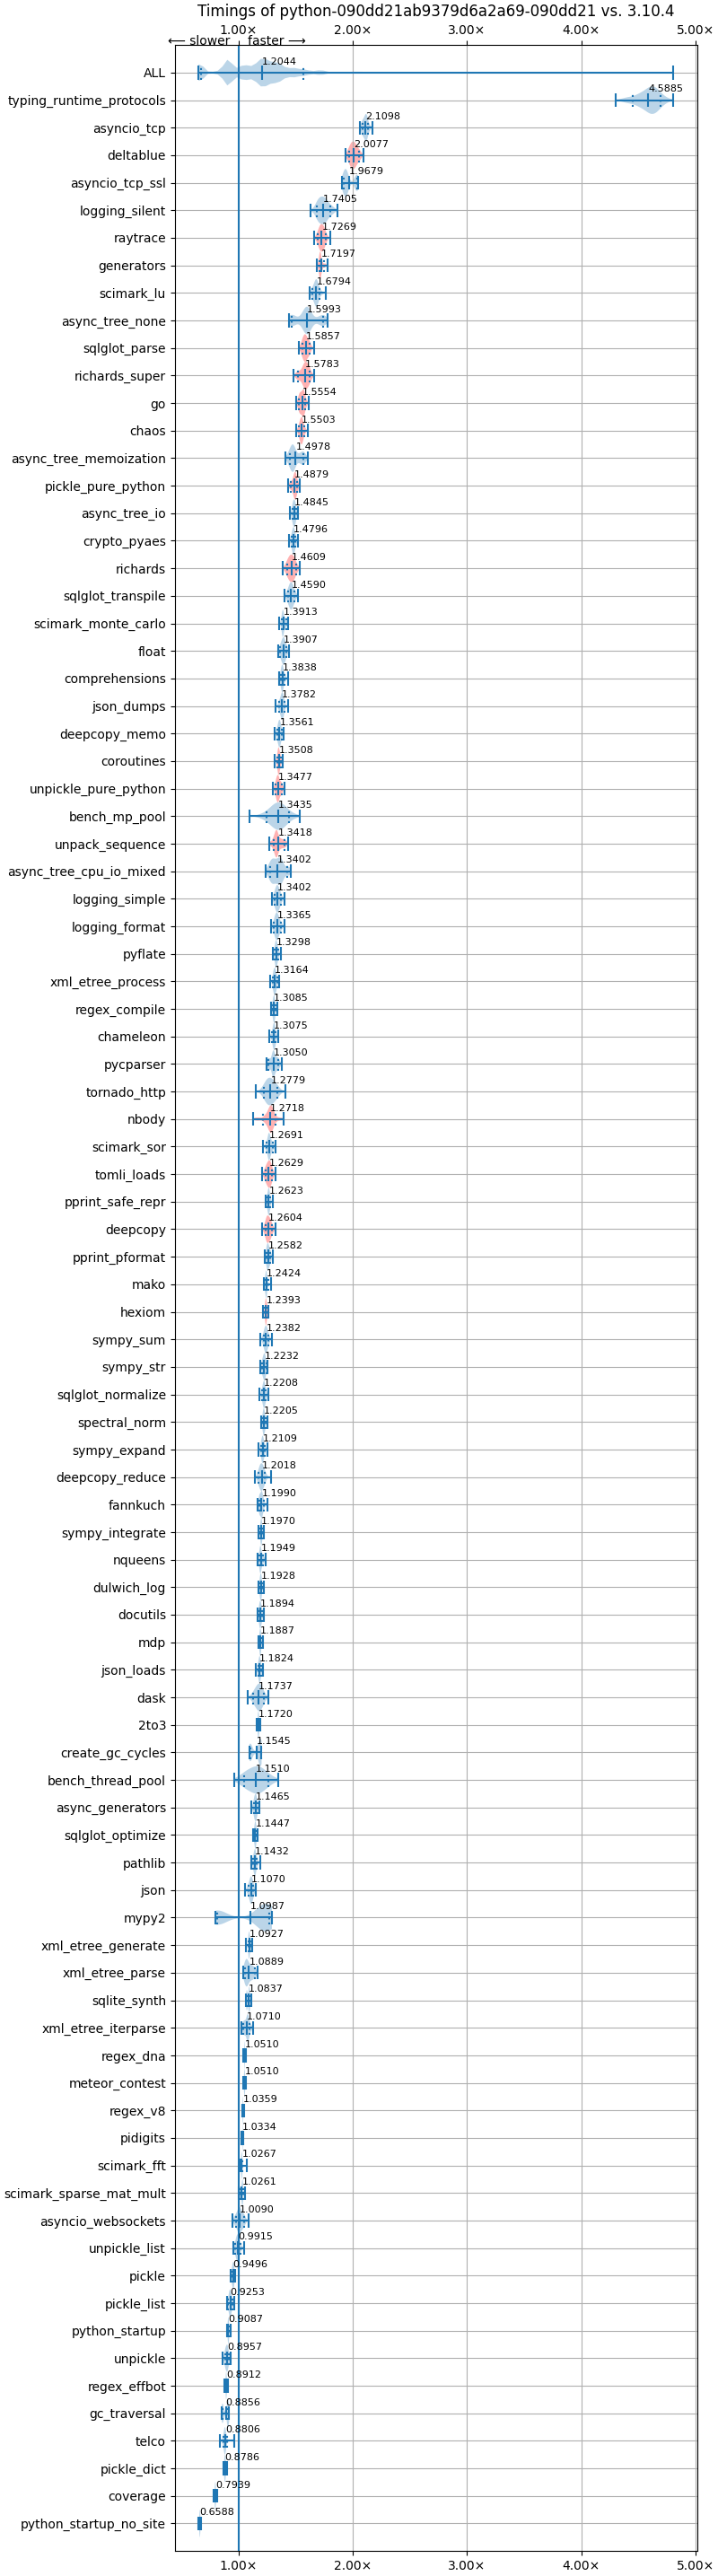 Timings of python-090dd21ab9379d6a2a69-090dd21 vs. 3.10.4
1.00× 2.00× 3.00× 4.00× 5.00×
⟵ slower faster ⟶
ALL 1.2044
typing_runtime_protocols 4.5885
asyncio_tcp 2.1098
deltablue 2.0077
asyncio_tcp_ssl 1.9679
logging_silent 1.7405
raytrace 1.7269
generators 1.7197
scimark_lu 1.6794
async_tree_none 1.5993
sqlglot_parse 1.5857
richards_super 1.5783
go 1.5554
chaos 1.5503
async_tree_memoization 1.4978
pickle_pure_python 1.4879
async_tree_io 1.4845
crypto_pyaes 1.4796
richards 1.4609
sqlglot_transpile 1.4590
scimark_monte_carlo 1.3913
float 1.3907
comprehensions 1.3838
json_dumps 1.3782
deepcopy_memo 1.3561
coroutines 1.3508
unpickle_pure_python 1.3477
bench_mp_pool 1.3435
unpack_sequence 1.3418
async_tree_cpu_io_mixed 1.3402
logging_simple 1.3402
logging_format 1.3365
pyflate 1.3298
xml_etree_process 1.3164
regex_compile 1.3085
chameleon 1.3075
pycparser 1.3050
tornado_http 1.2779
nbody 1.2718
scimark_sor 1.2691
tomli_loads 1.2629
pprint_safe_repr 1.2623
deepcopy 1.2604
pprint_pformat 1.2582
mako 1.2424
hexiom 1.2393
sympy_sum 1.2382
sympy_str 1.2232
sqlglot_normalize 1.2208
spectral_norm 1.2205
sympy_expand 1.2109
deepcopy_reduce 1.2018
fannkuch 1.1990
sympy_integrate 1.1970
nqueens 1.1949
dulwich_log 1.1928
docutils 1.1894
mdp 1.1887
json_loads 1.1824
dask 1.1737
2to3 1.1720
create_gc_cycles 1.1545
bench_thread_pool 1.1510
async_generators 1.1465
sqlglot_optimize 1.1447
pathlib 1.1432
json 1.1070
mypy2 1.0987
xml_etree_generate 1.0927
xml_etree_parse 1.0889
sqlite_synth 1.0837
xml_etree_iterparse 1.0710
regex_dna 1.0510
meteor_contest 1.0510
regex_v8 1.0359
pidigits 1.0334
scimark_fft 1.0267
scimark_sparse_mat_mult 1.0261
asyncio_websockets 1.0090
unpickle_list 0.9915
pickle 0.9496
pickle_list 0.9253
python_startup 0.9087
unpickle 0.8957
regex_effbot 0.8912
gc_traversal 0.8856
telco 0.8806
pickle_dict 0.8786
coverage 0.7939
python_startup_no_site 0.6588
1.00× 2.00× 3.00× 4.00× 5.00×